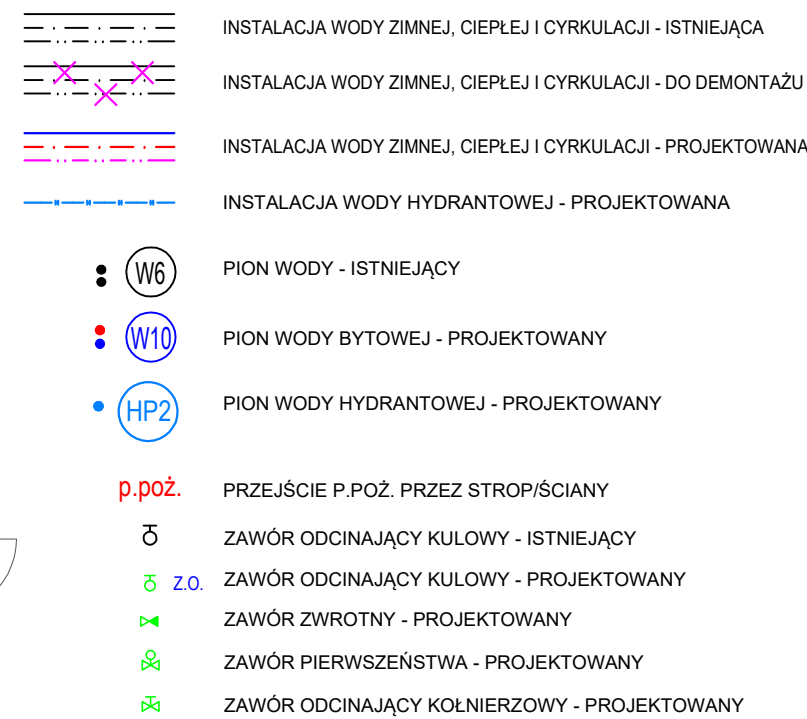 INSTALACJA WODY ZIMNEJ, CIEPŁEJ I CYRKULACJI - ISTNIEJĄCA
INSTALACJA WODY ZIMNEJ, CIEPŁEJ I CYRKULACJI - DO DEMONTAŻU
INSTALACJA WODY ZIMNEJ, CIEPŁEJ I CYRKULACJI - PROJEKTOWANA
INSTALACJA WODY HYDRANTOWEJ - PROJEKTOWANA
W6 PION WODY - ISTNIEJĄCY
W10 PION WODY BYTOWEJ - PROJEKTOWANY
HP2 PION WODY HYDRANTOWEJ - PROJEKTOWANY
p.poż. PRZEJŚCIE P.POŻ. PRZEZ STROP/ŚCIANY
ZAWÓR ODCINAJĄCY KULOWY - ISTNIEJĄCY
Z.O. ZAWÓR ODCINAJĄCY KULOWY - PROJEKTOWANY
ZAWÓR ZWROTNY - PROJEKTOWANY
ZAWÓR PIERWSZEŃSTWA - PROJEKTOWANY
ZAWÓR ODCINAJĄCY KOŁNIERZOWY - PROJEKTOWANY